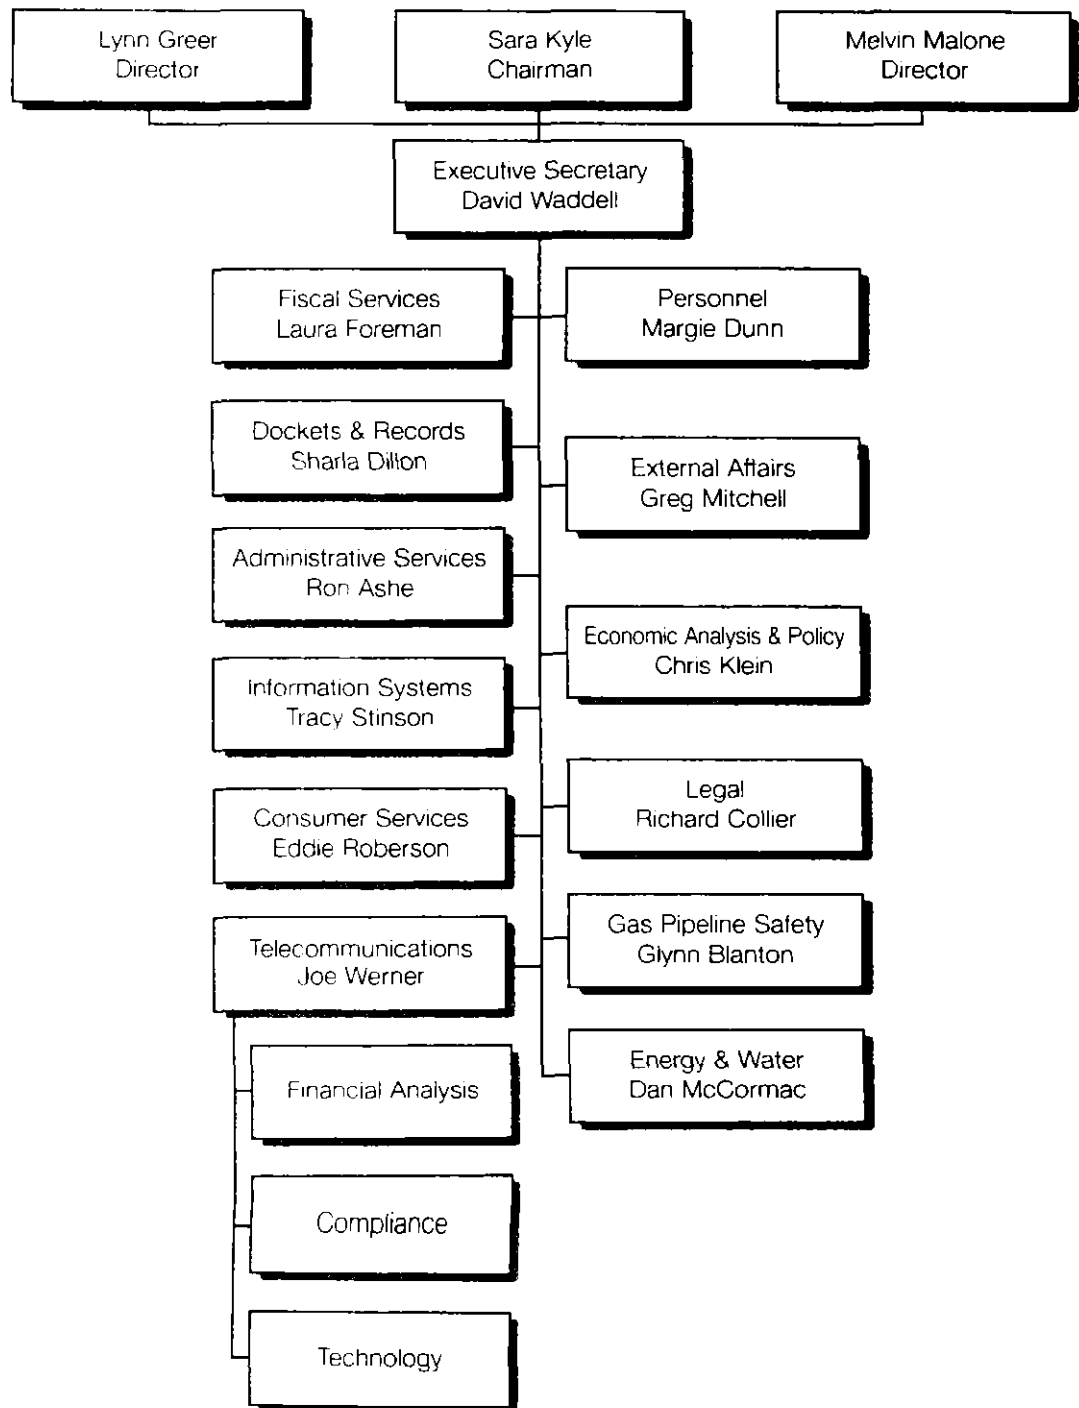 Lynn Greer
Director
Sara Kyle
Chairman
Melvin Malone
Director
Executive Secretary
David Waddell
Fiscal Services
Laura Foreman
Personnel
Margie Dunn
Dockets & Records
Sharla Dillon
External Affairs
Greg Mitchell
Administrative Services
Ron Ashe
Economic Analysis & Policy
Chris Klein
Information Systems
Tracy Stinson
Legal
Richard Collier
Consumer Services
Eddie Roberson
Gas Pipeline Safety
Glynn Blanton
Telecommunications
Joe Werner
Energy & Water
Dan McCormac
Financial Analysis
Compliance
Technology